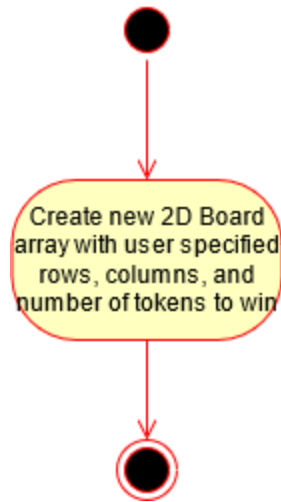 Create new 2D Board
array with user specified
rows, columns, and
number of tokens to win